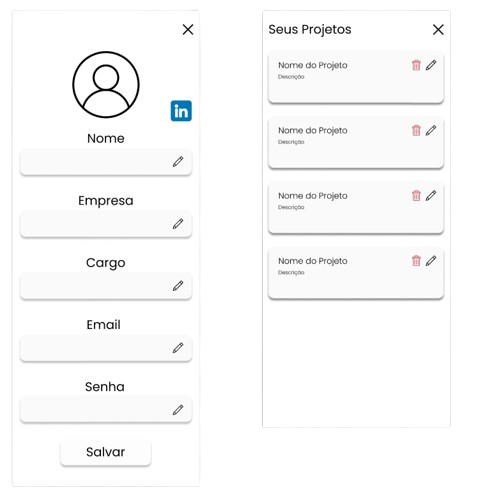 in
Nome
Empresa
Cargo
Email
Senha
Salvar
Seus Projetos
Nome do Projeto
Descrição
Nome do Projeto
Descrição
Nome do Projeto
Descrição
Nome do Projeto
Descrição